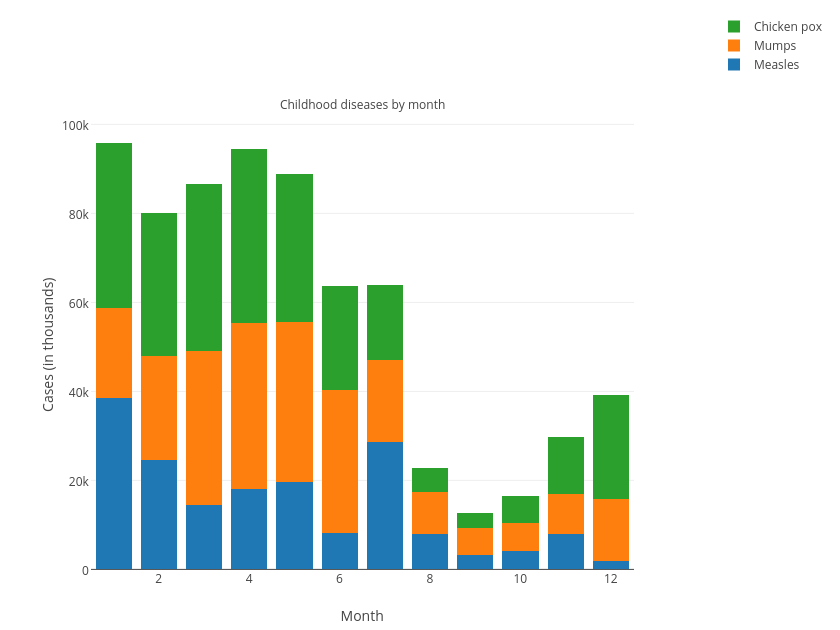 Chicken pox
Mumps
Measles
Childhood diseases by month
100k
80k
60k
40k
20k
0
Cases (in thousands)
2 4 6 8 10 12
Month